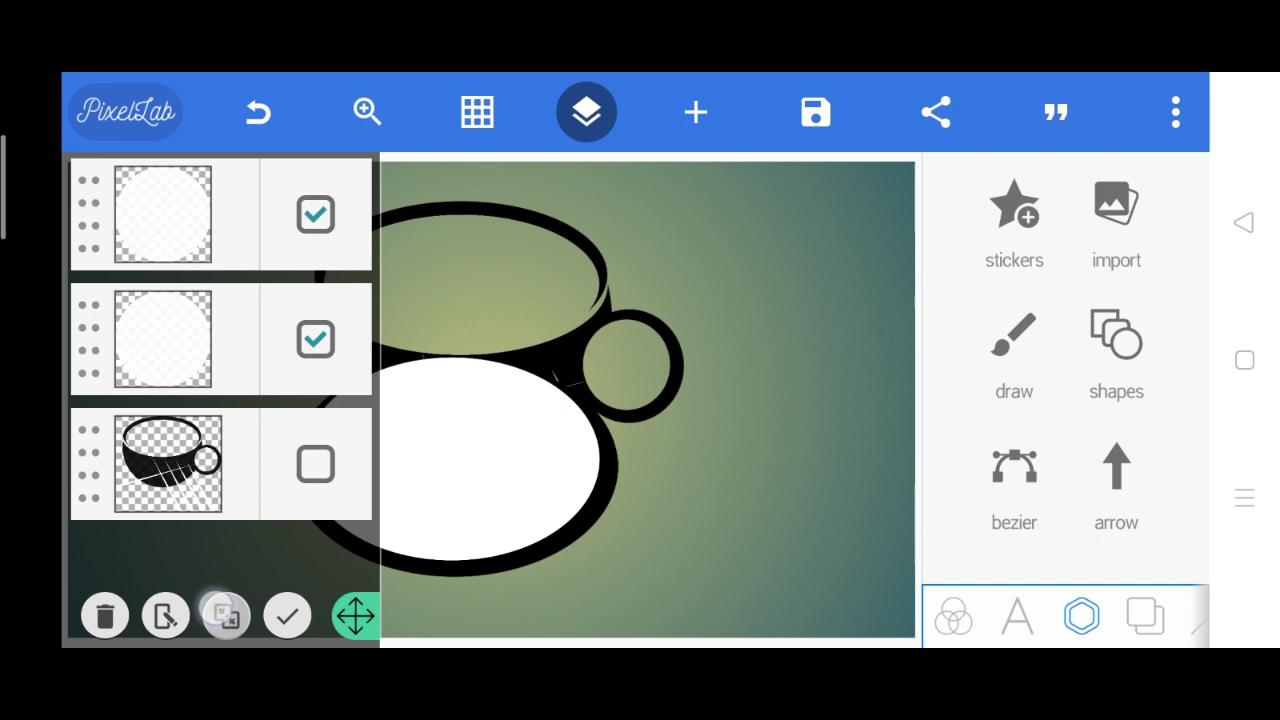 PixelLab
stickers
import
draw
shapes
bezier
arrow